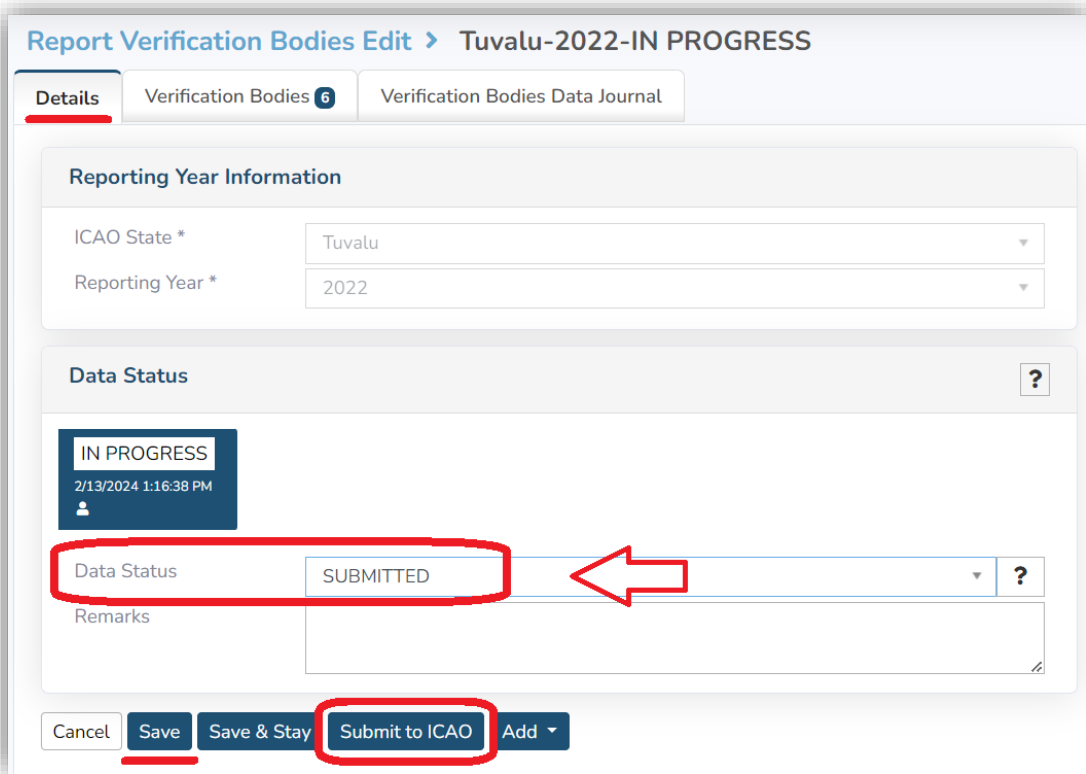 Report Verification Bodies Edit > Tuvalu-2022-IN PROGRESS
Details Verification Bodies 6 Verification Bodies Data Journal
Reporting Year Information
ICAO State * Tuvalu
Reporting Year * 2022
Data Status ?
IN PROGRESS
2/13/2024 1:16:38 PM
Data Status SUBMITTED ?
Remarks
Cancel Save Save & Stay Submit to ICAO Add